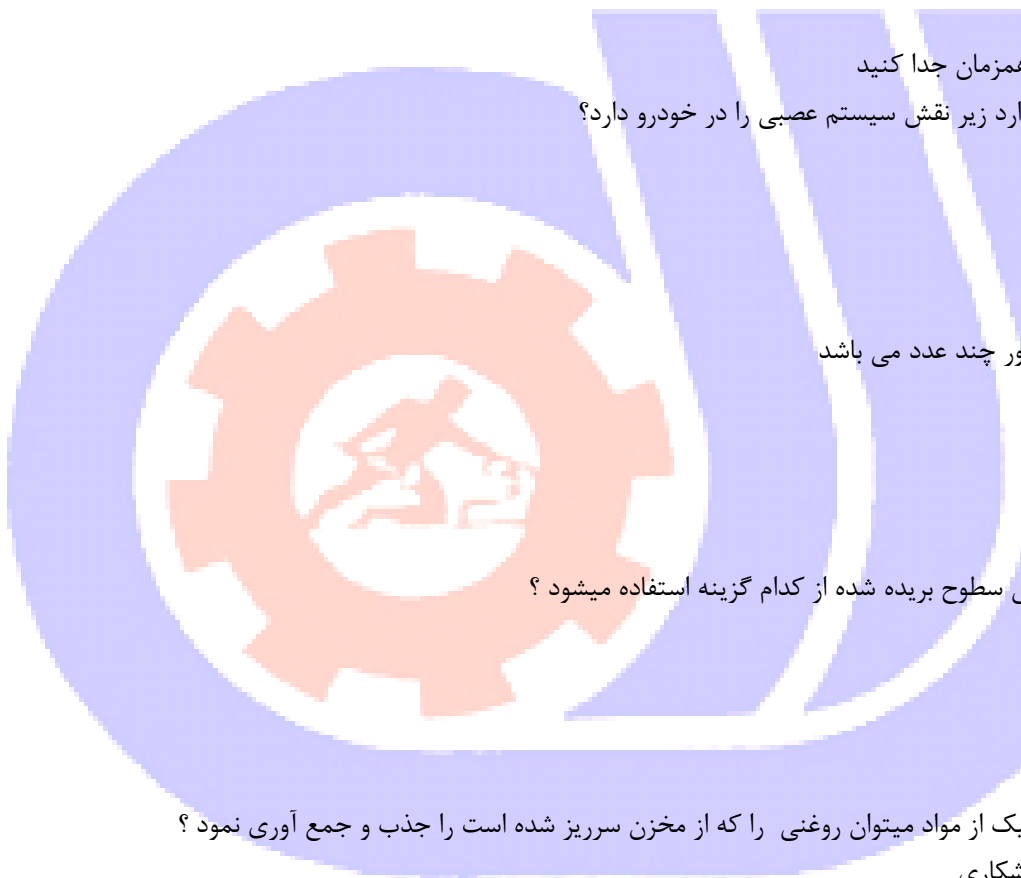 همزمان جدا کنید
ارد زیر نقش سیستم عصبی را در خودرو دارد؟
ور چند عدد می باشد
سطوح بریده شده از کدام گزینه استفاده میشود ؟
یک از مواد میتوان روغنی را که از مخزن سرریز شده است را جذب و جمع آوری نمود ؟
شکاری